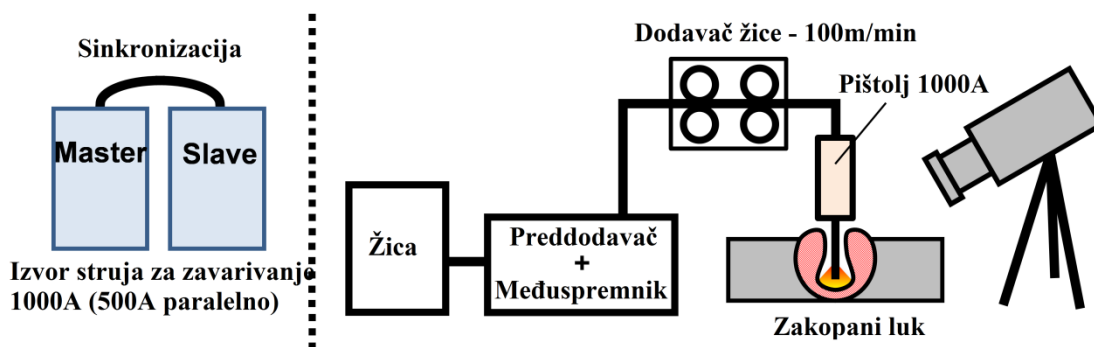 Sinkronizacija
Master
Slave
Izvor struja za zavarivanje
1000A (500A paralelno)
Dodavač žice - 100m/min
Pištolj 1000A
Žica
Preddodavač
+
Međuspremnik
Zakopani luk